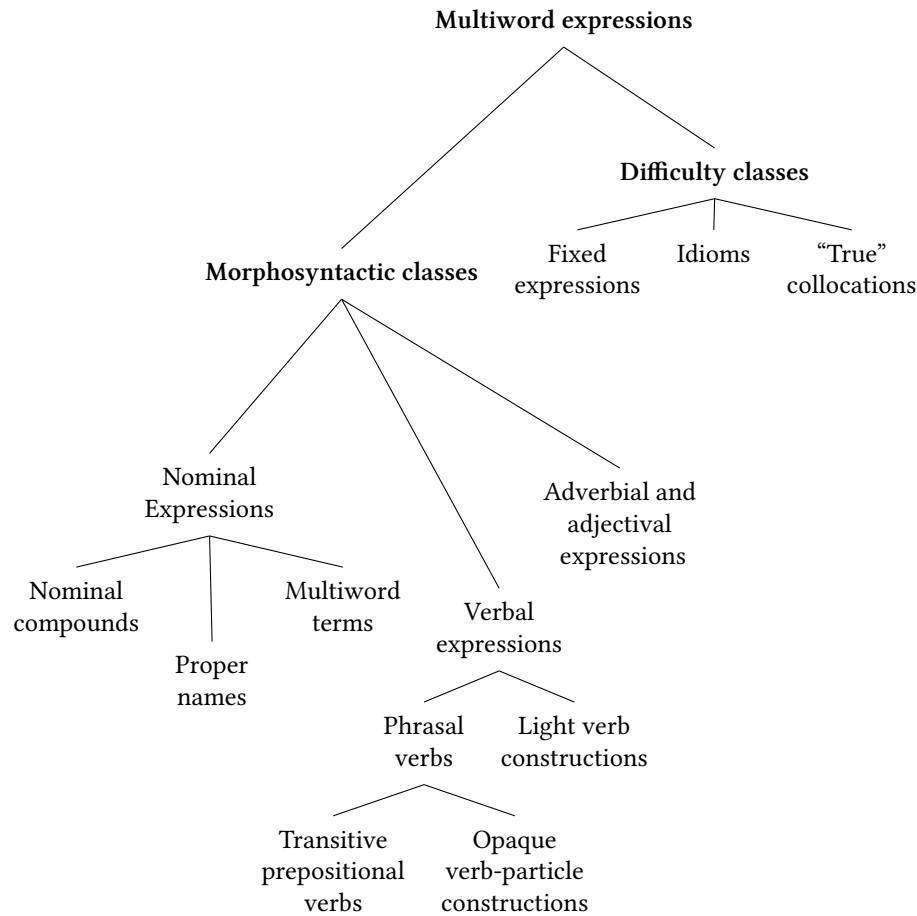 Multiword expressions
Difficulty classes
Fixed
expressions
Idioms
“True”
collocations
Morphosyntactic classes
Nominal
Expressions
Nominal
compounds
Proper
names
Multiword
terms
Verbal
expressions
Phrasal
verbs
Transitive
prepositional
verbs
Opaque
verb-particle
constructions
Light verb
constructions
Adverbial and
adjectival
expressions